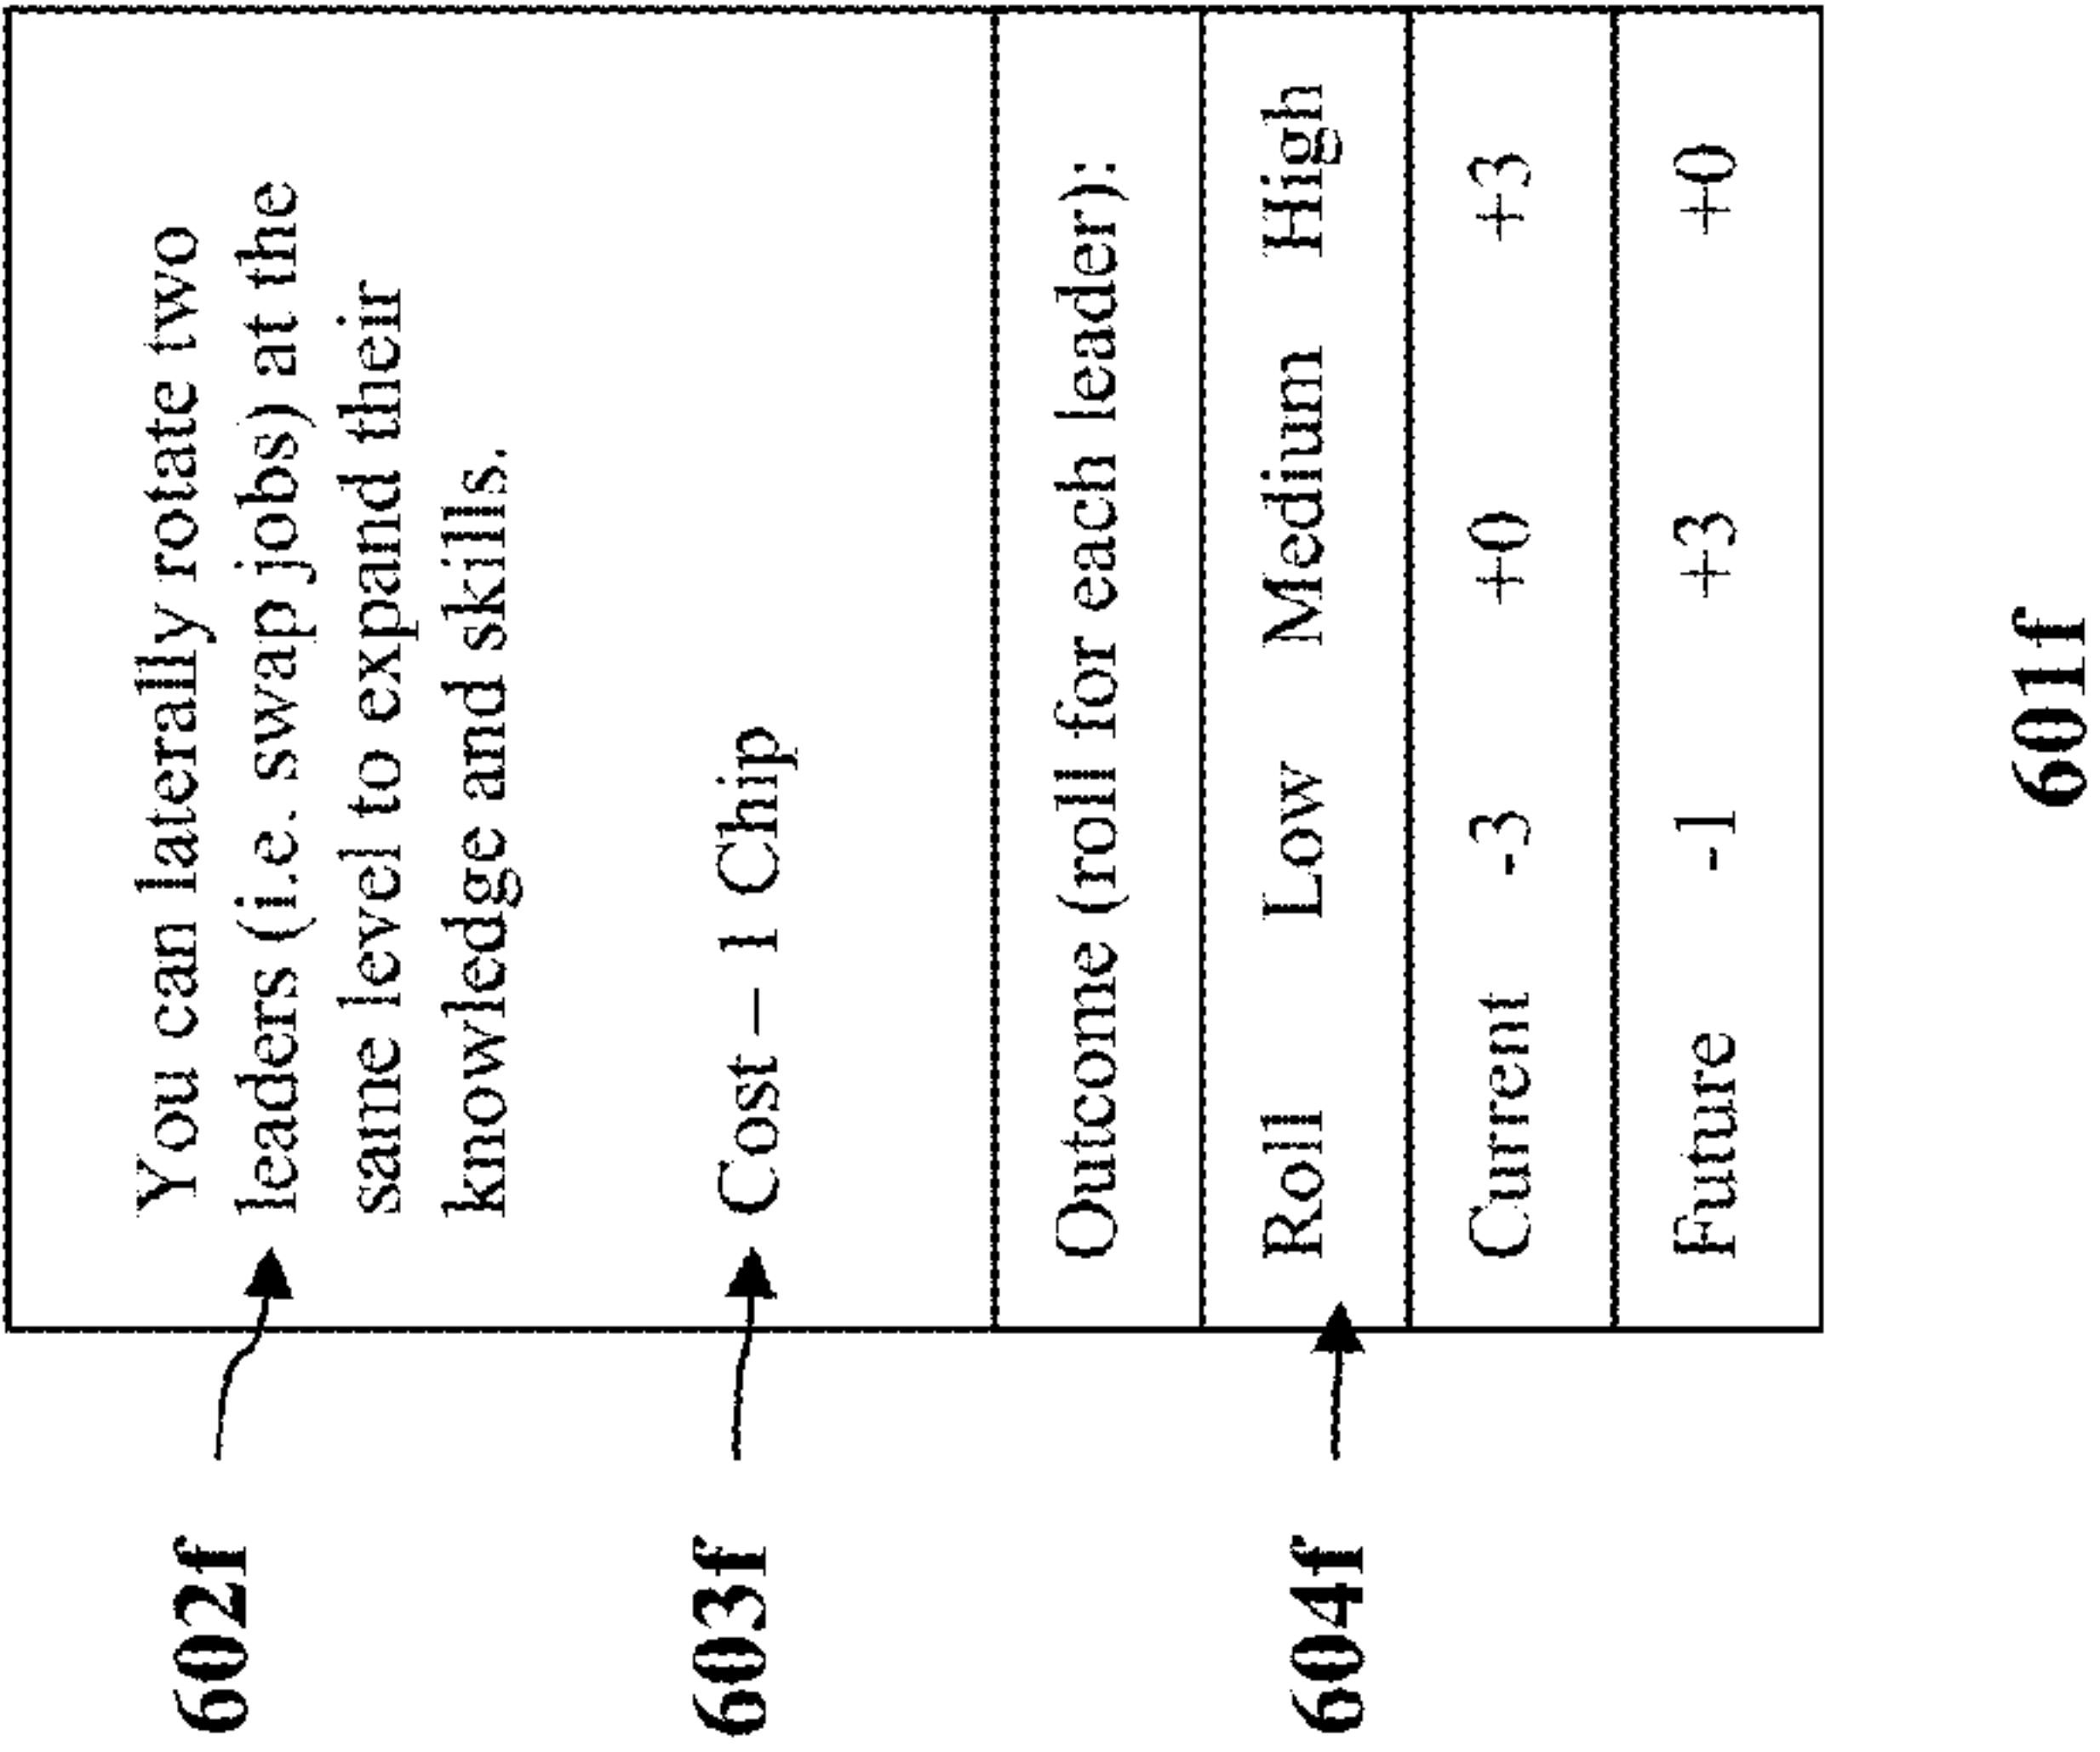 602f
You can laterally rotate two
leaders (i.e. swap jobs) at the
same level to expand their
knowledge and skills.
603f
Cost – 1 Chip
Outcome (roll for each leader):
604f
Roll Low Medium High
Current -3 +0 +3
Future -1 +3 +0
601f